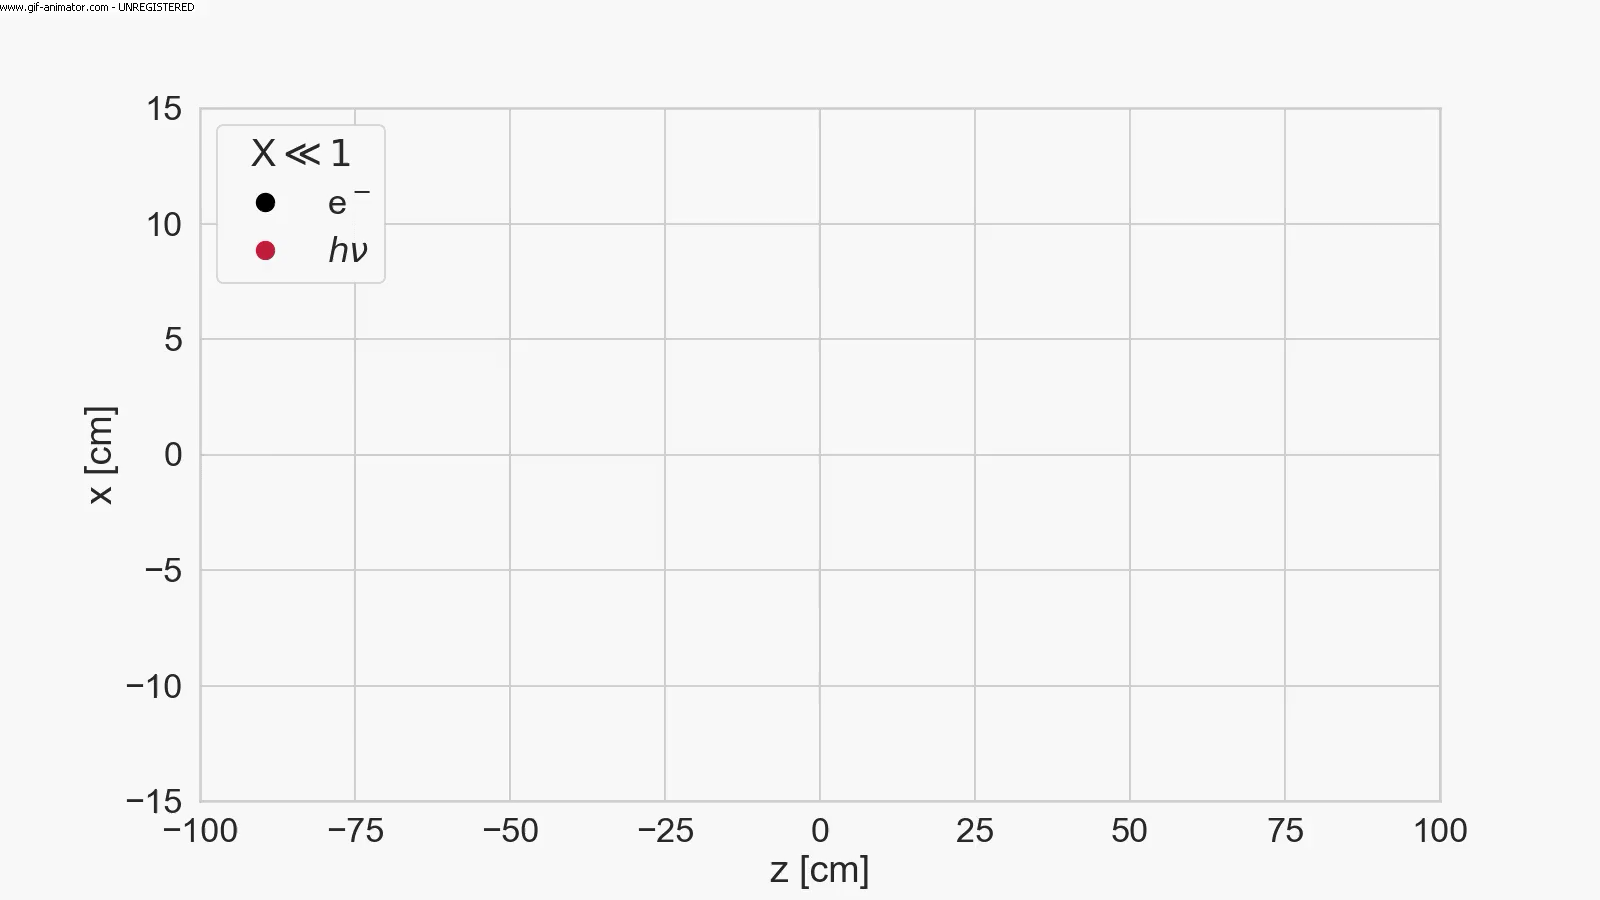 www.gif-animator.com - UNREGISTERED
15
X ≪ 1
e⁻
hν
10
5
0
−5
−10
−15
x [cm]
−100 −75 −50 −25 0 25 50 75 100
z [cm]